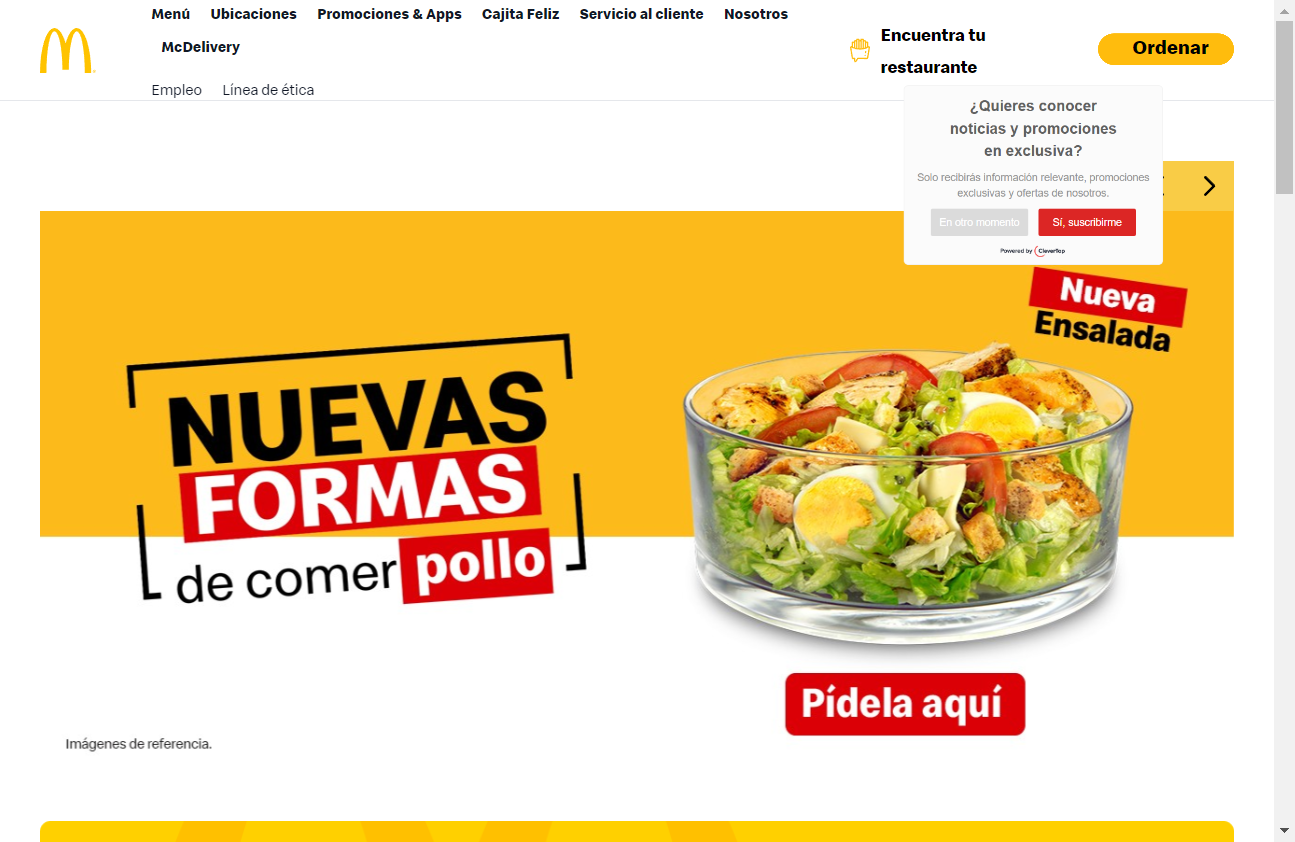 Menú Ubicaciones Promociones & Apps Cajita Feliz Servicio al cliente Nosotros
McDelivery
Empleo Línea de ética
Encuentra tu
restaurante
Ordenar
¿Quieres conocer
noticias y promociones
en exclusiva?
Solo recibirás información relevante, promociones
exclusivas y ofertas de nosotros.
En otro momento Sí, suscribirme
Powered by CleverTap
Nueva
Ensalada
NUEVAS
FORMAS
de comer pollo
Pídela aquí
Imágenes de referencia.